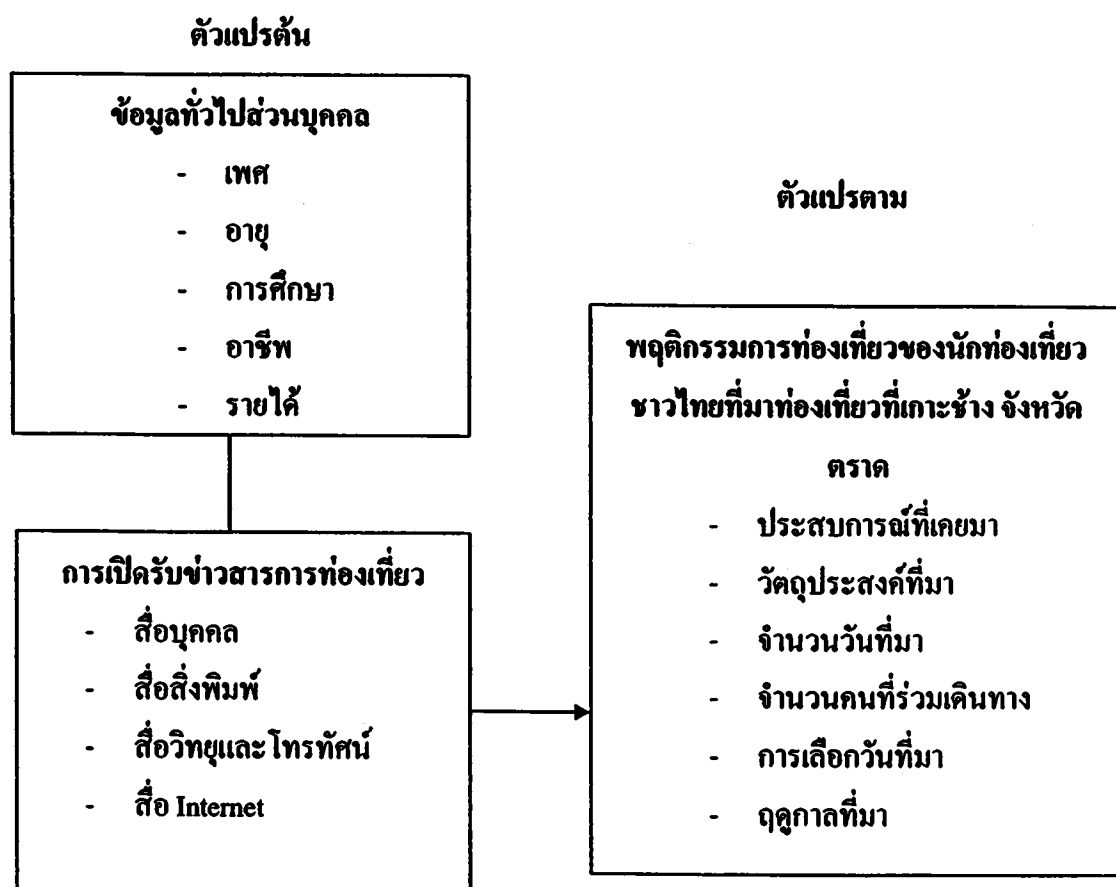 ตัวแปรต้น
ข้อมูลทั่วไปส่วนบุคคล
- เพศ
- อายุ
- การศึกษา
- อาชีพ
- รายได้
การเปิดรับข่าวสารการท่องเที่ยว
- สื่อบุคคล
- สื่อสิ่งพิมพ์
- สื่อวิทยุและโทรทัศน์
- สื่อ Internet
ตัวแปรตาม
พฤติกรรมการท่องเที่ยวของนักท่องเที่ยว
ชาวไทยที่มาท่องเที่ยวที่เกาะช้าง จังหวัด
ตราด
- ประสบการณ์ที่เคยมา
- วัตถุประสงค์ที่มา
- จำนวนวันที่มา
- จำนวนคนที่ร่วมเดินทาง
- การเลือกวันที่มา
- ฤดูกาลที่มา